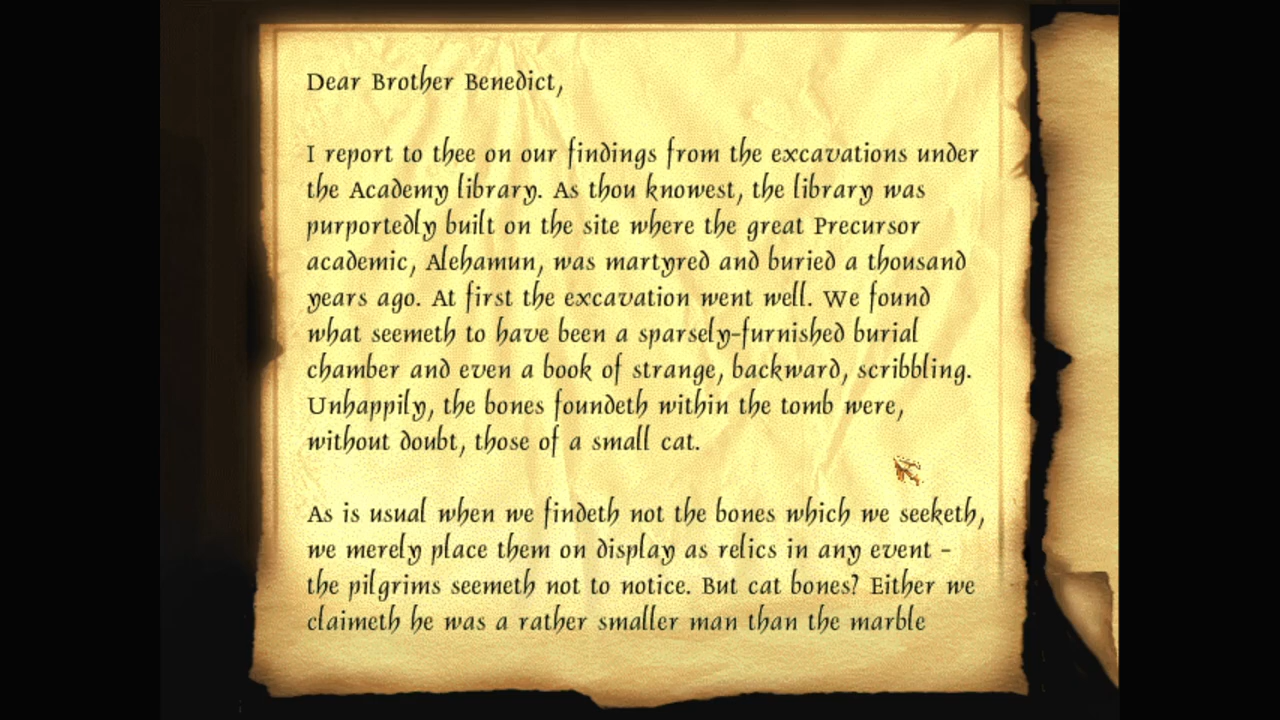 Dear Brother Benedict,
I report to thee on our findings from the excavations under
the Academy library. As thou knowest, the library was
purportedly built on the site where the great Precursor
academic, Alehamun, was martyred and buried a thousand
years ago. At first the excavation went well. We found
what seemeth to have been a sparsely-furnished burial
chamber and even a book of strange, backward, scribbling.
Unhappily, the bones foundeth within the tomb were,
without doubt, those of a small cat.
As is usual when we findeth not the bones which we seeketh,
we merely place them on display as relics in any event -
the pilgrims seemeth not to notice. But cat bones? Either we
claimeth he was a rather smaller man than the marble